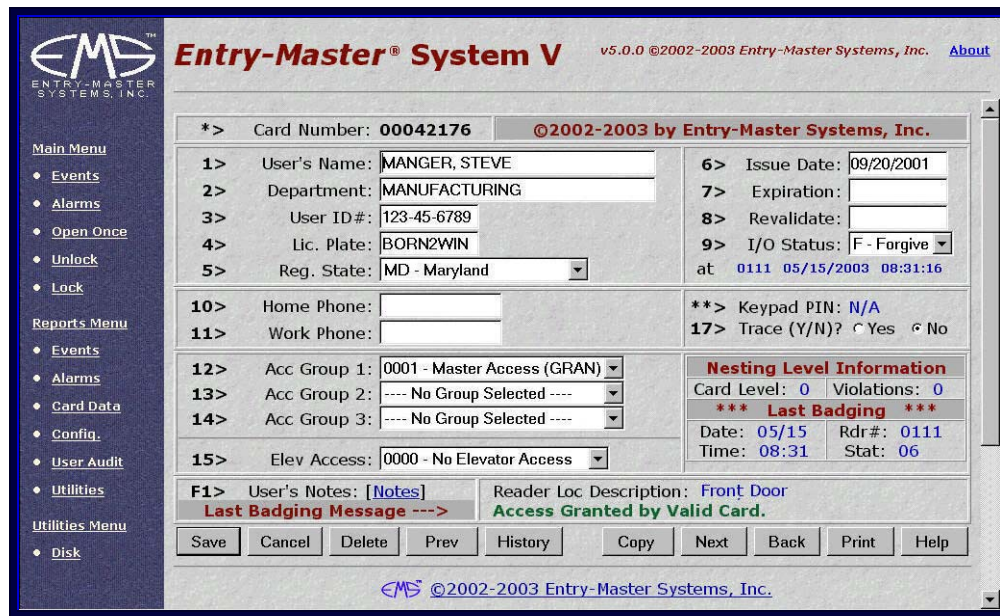 EMS™
ENTRY-MASTER
SYSTEMS, INC.
Entry-Master® System V
v5.0.0 ©2002-2003 Entry-Master Systems, Inc. About
Main Menu
Events
Alarms
Open Once
Unlock
Lock
Reports Menu
Events
Alarms
Card Data
Config.
User Audit
Utilities
Utilities Menu
Disk
*> Card Number: 00042176 ©2002-2003 by Entry-Master Systems, Inc.
1> User's Name: MANGER, STEVE
2> Department: MANUFACTURING
3> User ID#: 123-45-6789
4> Lic. Plate: BORN2WIN
5> Reg. State: MD - Maryland
6> Issue Date: 09/20/2001
7> Expiration:
8> Revalidate:
9> I/O Status: F - Forgive
at 0111 05/15/2003 08:31:16
10> Home Phone:
11> Work Phone:
**> Keypad PIN: N/A
17> Trace (Y/N)? Yes No
12> Acc Group 1: 0001 - Master Access (GRAN)
13> Acc Group 2: ---- No Group Selected ----
14> Acc Group 3: ---- No Group Selected ----
15> Elev Access: 0000 - No Elevator Access
Nesting Level Information
Card Level: 0 Violations: 0
*** Last Badging ***
Date: 05/15 Rdr#: 0111
Time: 08:31 Stat: 06
F1> User's Notes: [Notes] Reader Loc Description: Front Door
Last Badging Message ---> Access Granted by Valid Card.
Save Cancel Delete Prev History Copy Next Back Print Help
EMS ©2002-2003 Entry-Master Systems, Inc.